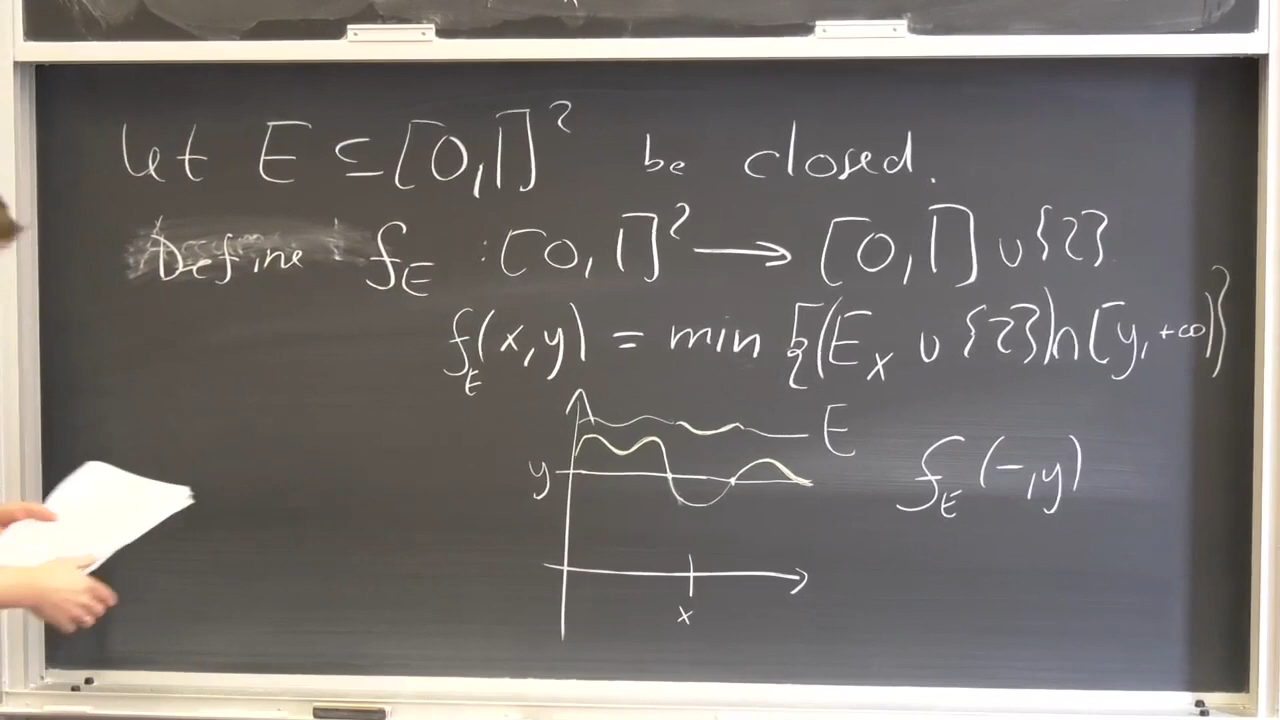 Let E ⊆ [0,1]² be closed.
Define f_E : [0,1]² ⟶ [0,1] ∪ {2}
f_E(x,y) = min {(E_x ∪ {2}) ∩ [y,+∞)}
E
y
f_E(-,y)
x